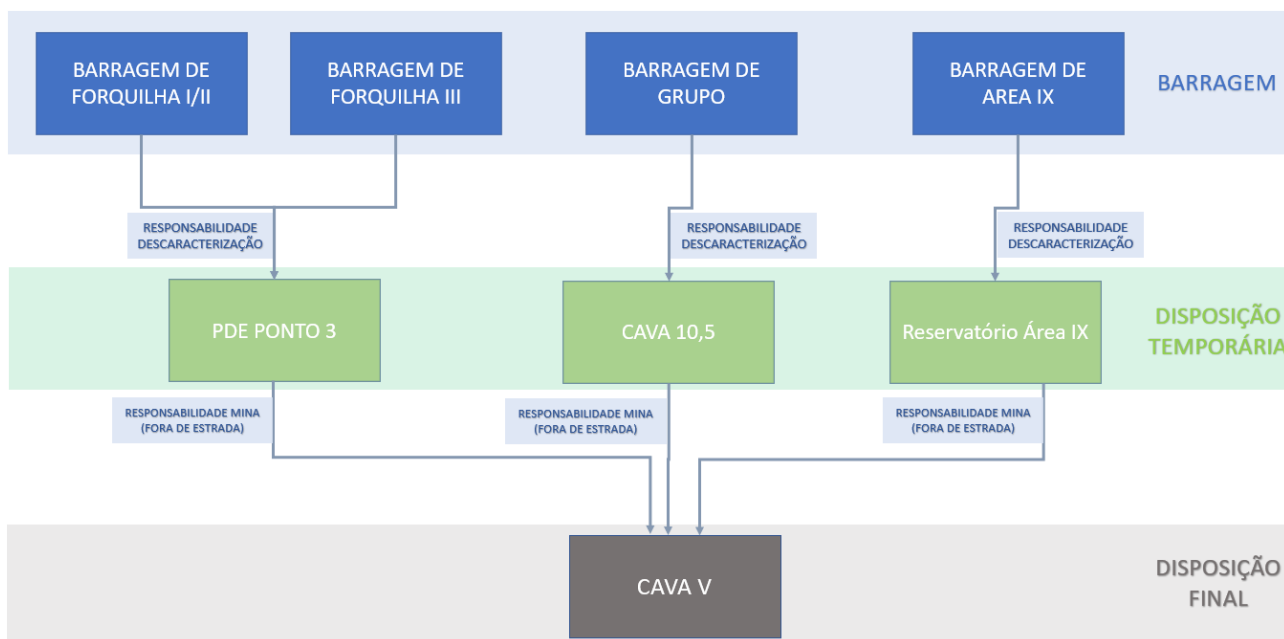 BARRAGEM DE
FORQUILHA I/II
BARRAGEM DE
FORQUILHA III
BARRAGEM DE
GRUPO
BARRAGEM DE
AREA IX
BARRAGEM
RESPONSABILIDADE
DESCARACTERIZAÇÃO
RESPONSABILIDADE
DESCARACTERIZAÇÃO
RESPONSABILIDADE
DESCARACTERIZAÇÃO
PDE PONTO 3
CAVA 10,5
Reservatório Área IX
DISPOSIÇÃO
TEMPORÁRIA
RESPONSABILIDADE MINA
(FORA DE ESTRADA)
RESPONSABILIDADE MINA
(FORA DE ESTRADA)
RESPONSABILIDADE MINA
(FORA DE ESTRADA)
CAVA V
DISPOSIÇÃO
FINAL